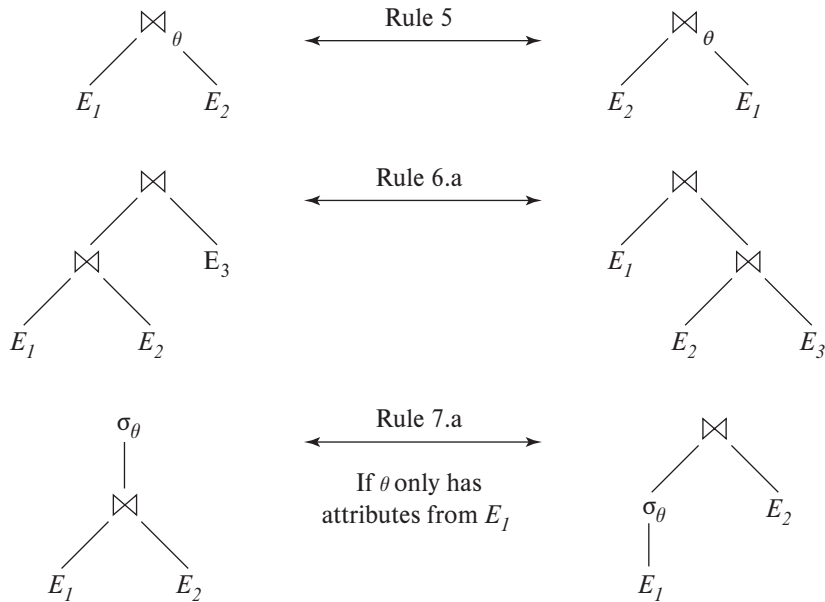 ⋈θ Rule 5 ⋈θ
E1 E2 E2 E1
⋈ Rule 6.a ⋈
⋈ E3 E1 ⋈
E1 E2 E2 E3
σθ Rule 7.a ⋈
If θ only has
attributes from E1
⋈ σθ E2
E1 E2 E1